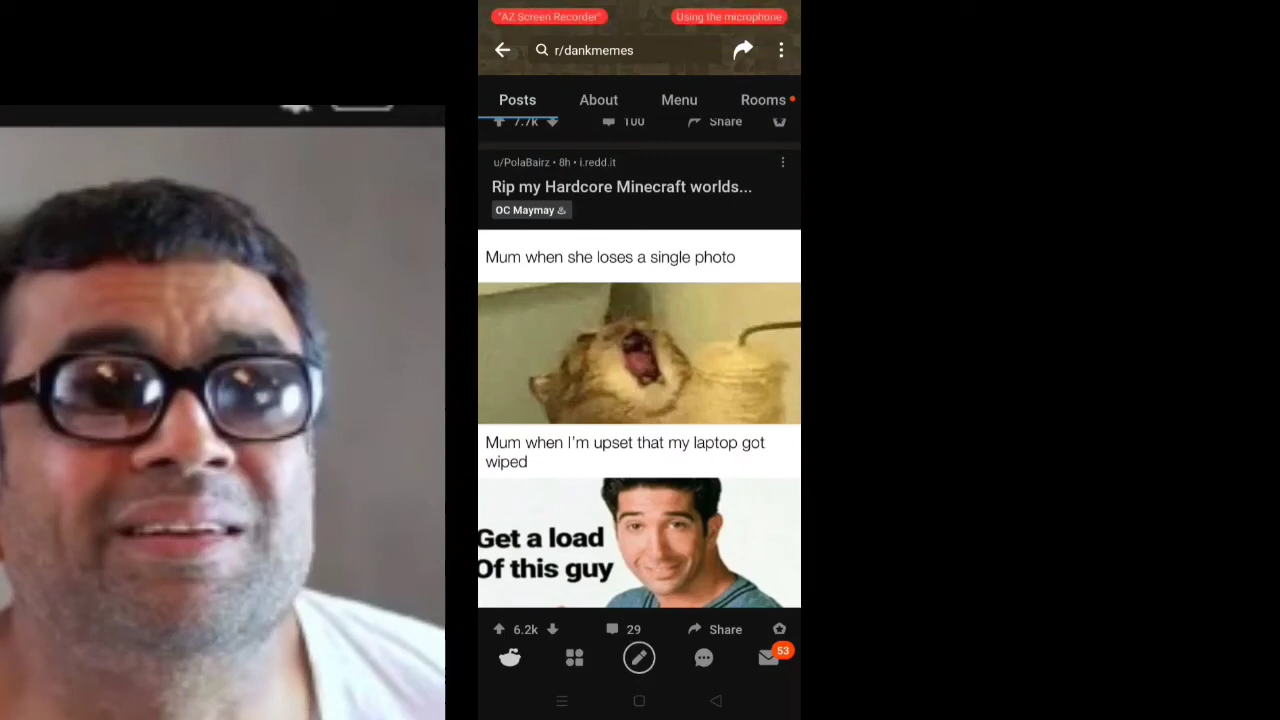 "AZ Screen Recorder"
Using the microphone
r/dankmemes
Posts
About
Menu
Rooms
7.7k
100
Share
u/PolaBairz • 8h • i.redd.it
Rip my Hardcore Minecraft worlds...
OC Maymay ♨
Mum when she loses a single photo
Mum when I'm upset that my laptop got
wiped
Get a load
Of this guy
6.2k
29
Share
53